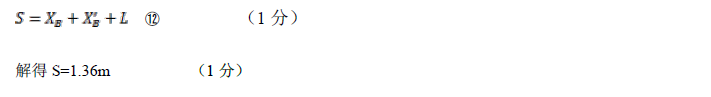 S = X_B + X'_B + L ⑫ （1 分）
解得 S=1.36m （1 分）